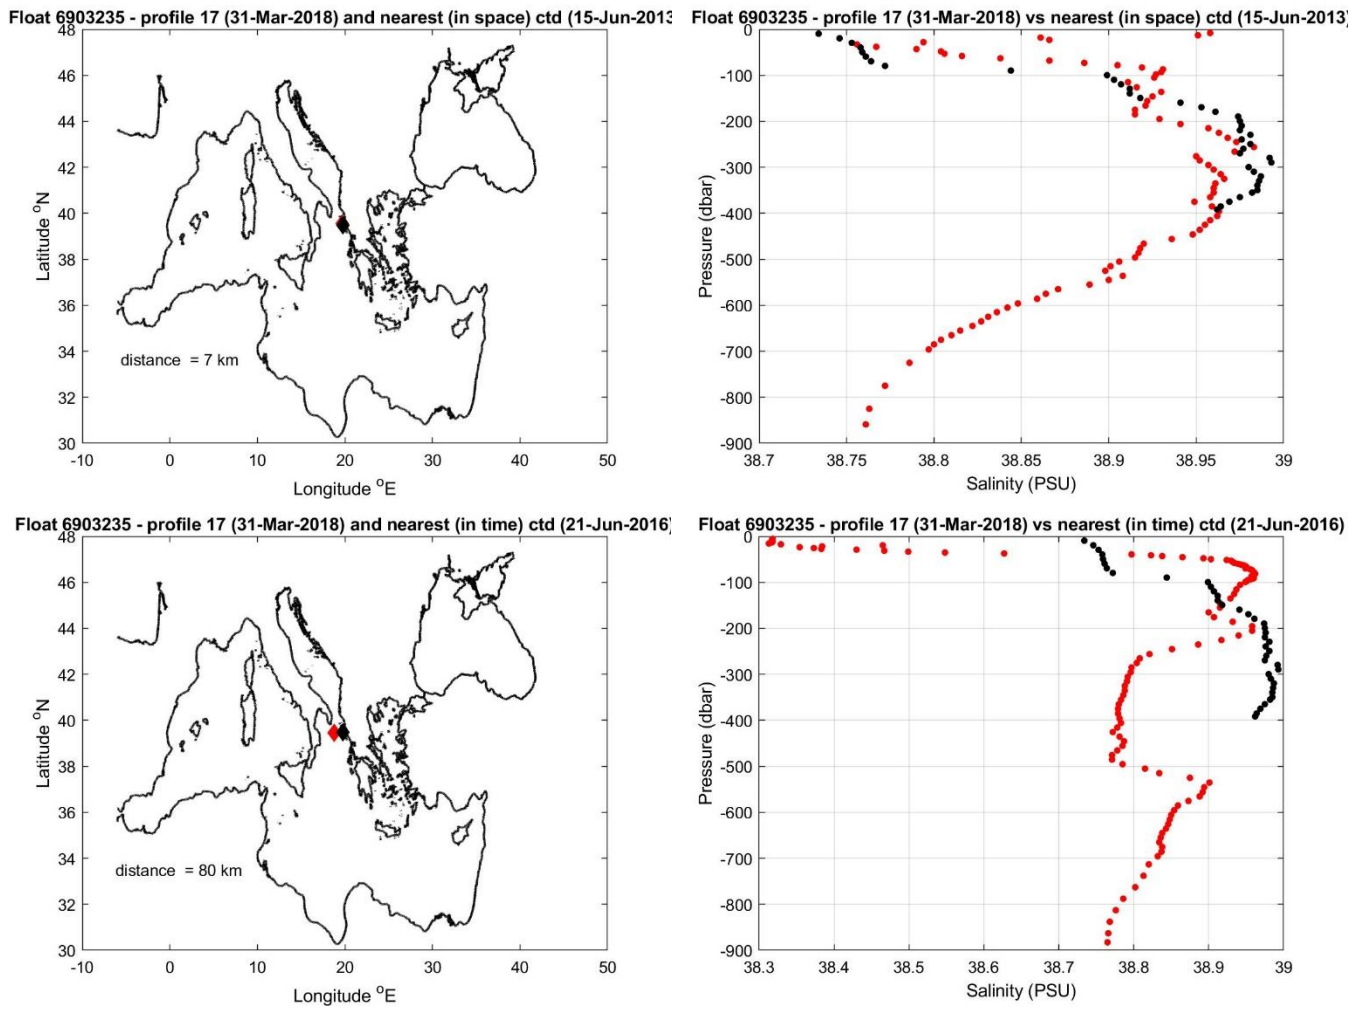 Float 6903235 - profile 17 (31-Mar-2018) and nearest (in space) ctd (15-Jun-2013
48
46
44
42
40
38
36
34
32
30
Latitude °N
distance = 7 km
-10 0 10 20 30 40 50
Longitude °E
Float 6903235 - profile 17 (31-Mar-2018) vs nearest (in space) ctd (15-Jun-2013)
0
-100
-200
-300
-400
-500
-600
-700
-800
-900
Pressure (dbar)
38.7 38.75 38.8 38.85 38.9 38.95 39
Salinity (PSU)
Float 6903235 - profile 17 (31-Mar-2018) and nearest (in time) ctd (21-Jun-2016)
48
46
44
42
40
38
36
34
32
30
Latitude °N
distance = 80 km
-10 0 10 20 30 40 50
Longitude °E
Float 6903235 - profile 17 (31-Mar-2018) vs nearest (in time) ctd (21-Jun-2016)
0
-100
-200
-300
-400
-500
-600
-700
-800
-900
Pressure (dbar)
38.3 38.4 38.5 38.6 38.7 38.8 38.9 39
Salinity (PSU)